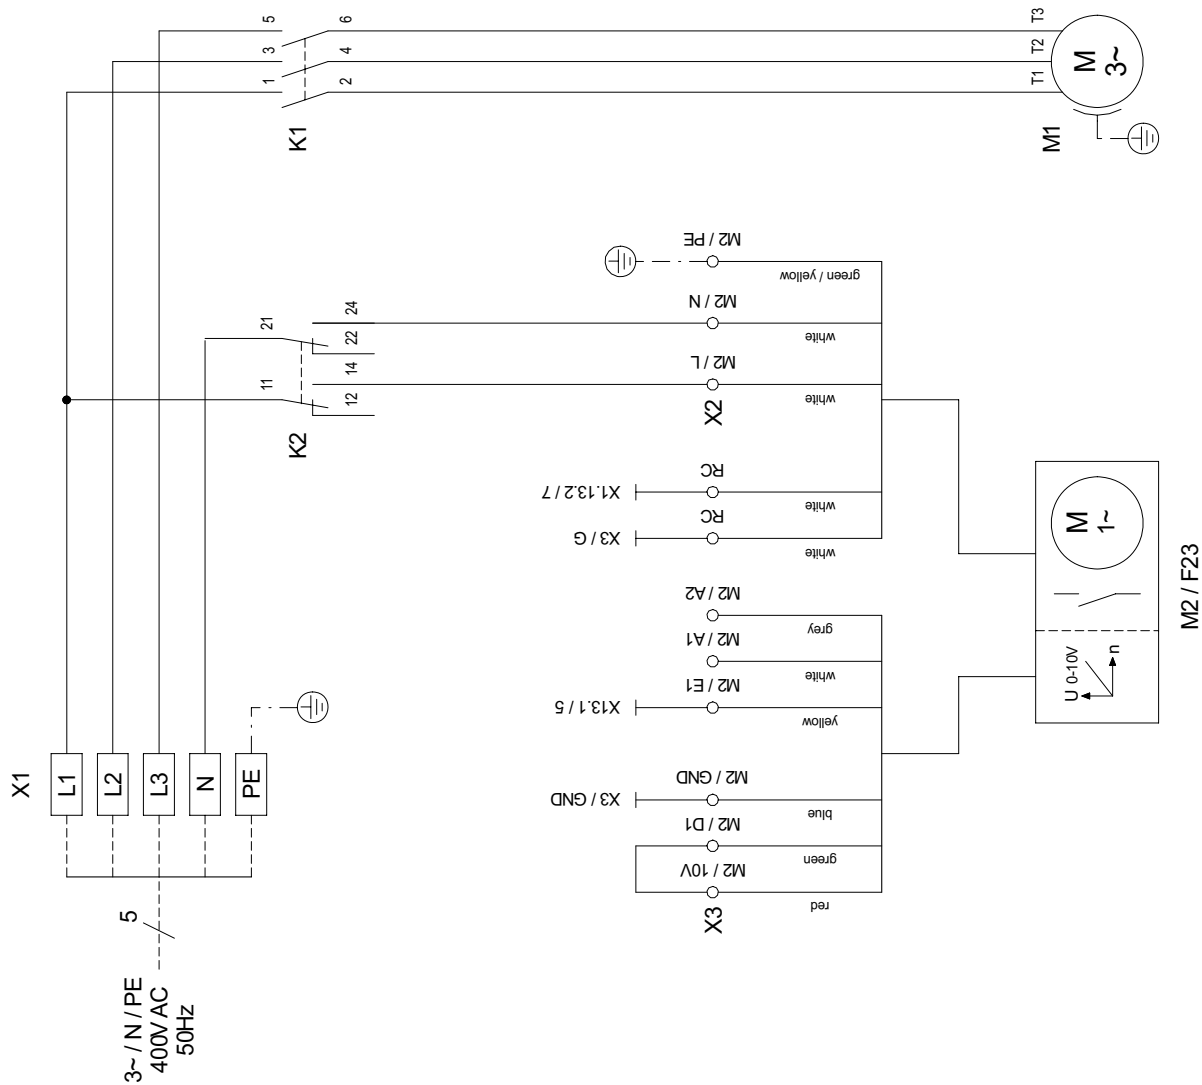 3~ / N / PE
400V AC
50Hz
5
X1
L1
L2
L3
N
PE
K1
1
3
5
2
4
6
T1
T2
T3
M1
M
3~
K2
11
12
14
21
22
24
X2
M2 / PE
green / yellow
M2 / N
white
M2 / L
white
RC
X1.13.2 / 7
white
RC
X3 / G
white
X3
M2 / A2
grey
M2 / A1
white
M2 / E1
X13.1 / 5
yellow
M2 / GND
X3 / GND
blue
M2 / D1
green
M2 / 10V
red
M
1~
U 0-10V
n
M2 / F23